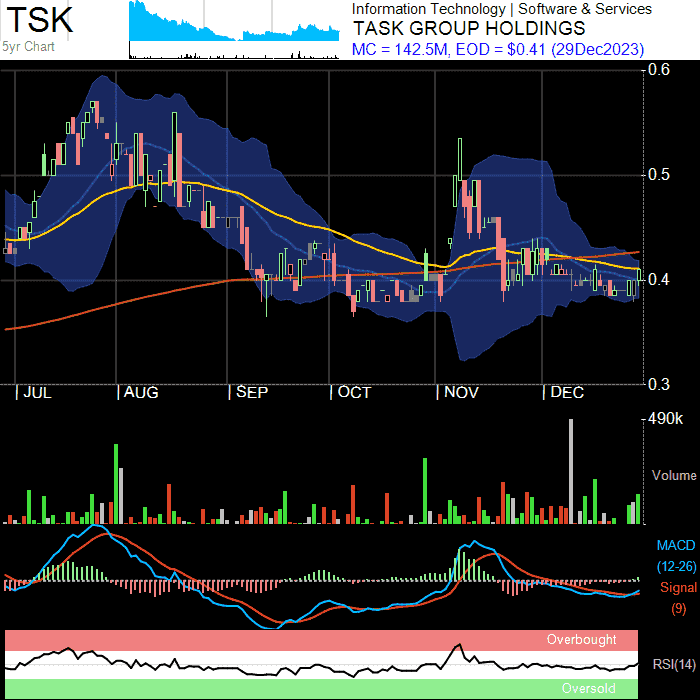 TSK
5yr Chart
Information Technology | Software & Services
TASK GROUP HOLDINGS
MC = 142.5M, EOD = $0.41 (29Dec2023)
0.6
0.5
0.4
0.3
| JUL | AUG | SEP | OCT | NOV | DEC
490k
Volume
MACD
(12-26)
Signal
(9)
Overbought
RSI(14)
Oversold